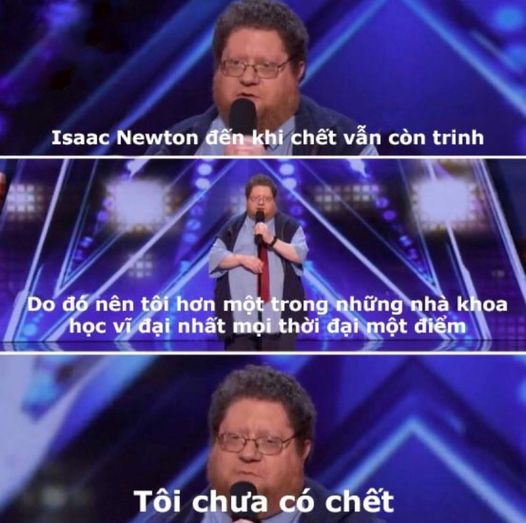 Isaac Newton đến khi chết vẫn còn trinh
Do đó nên tôi hơn một trong những nhà khoa
học vĩ đại nhất mọi thời đại một điểm
Tôi chưa có chết